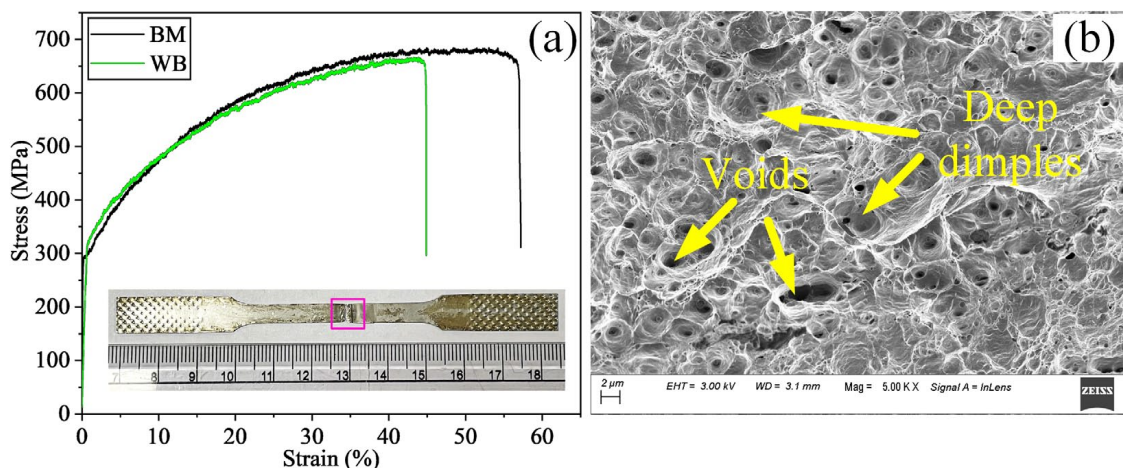 BM
WB
(a)
700
600
500
400
300
200
100
0
Stress (MPa)
7 8 9 10 11 12 13 14 15 16 17 18
0 10 20 30 40 50 60
Strain (%)
(b)
Deep
dimples
Voids
2 µm
EHT = 3.00 kV WD = 3.1 mm Mag = 5.00 K X Signal A = InLens
ZEISS